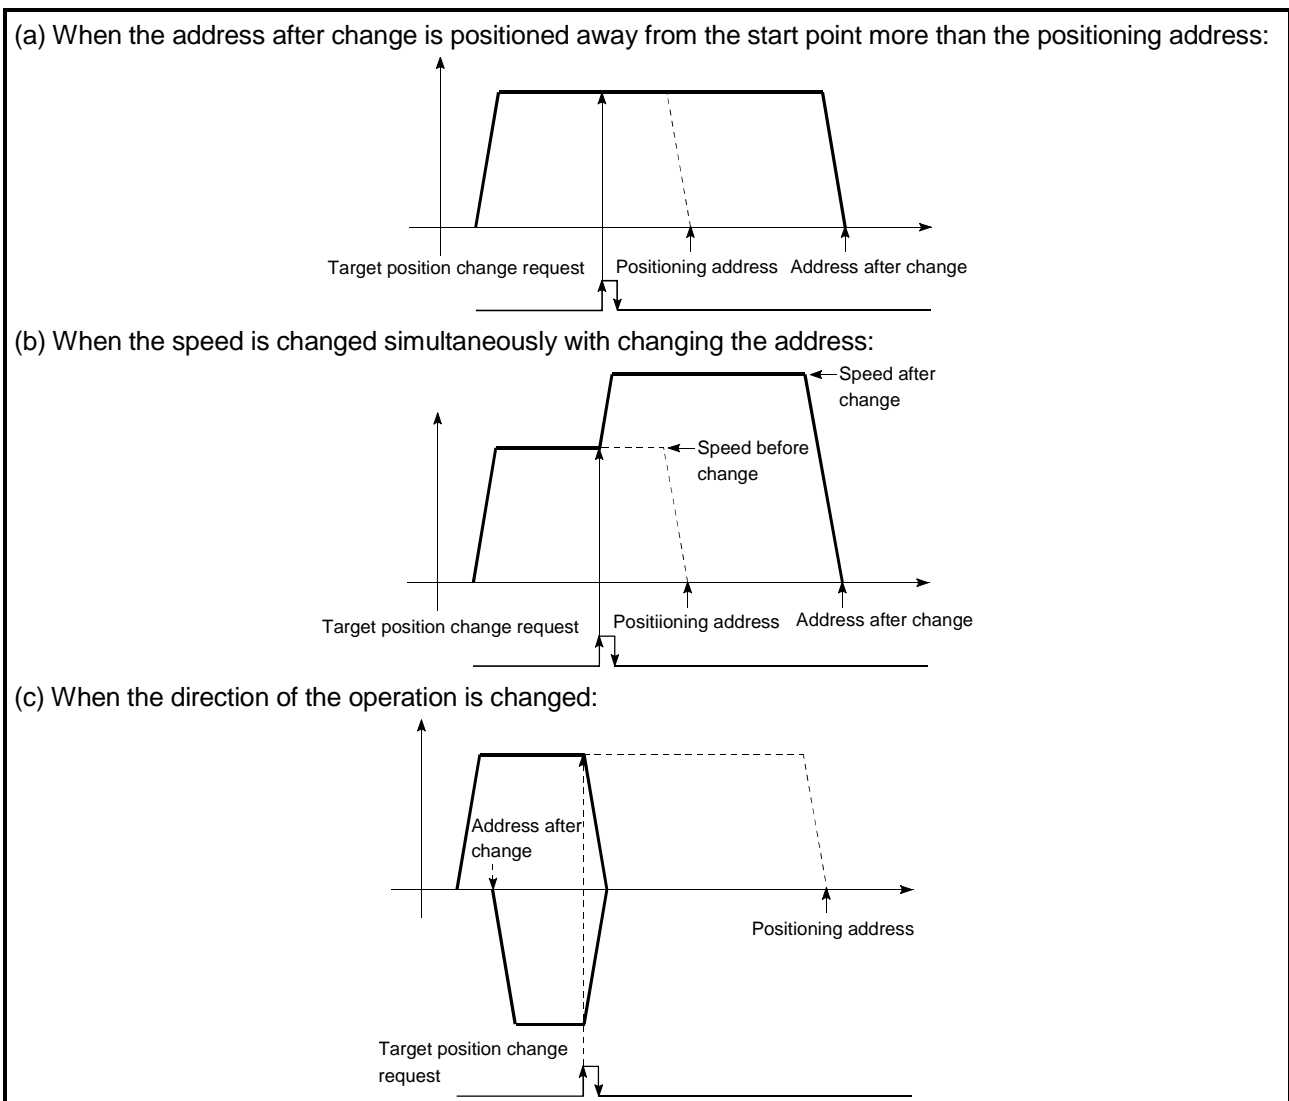 (a) When the address after change is positioned away from the start point more than the positioning address:
Target position change request
Positioning address
Address after change
(b) When the speed is changed simultaneously with changing the address:
Speed after
change
Speed before
change
Target position change request
Positiioning address
Address after change
(c) When the direction of the operation is changed:
Address after
change
Positioning address
Target position change
request